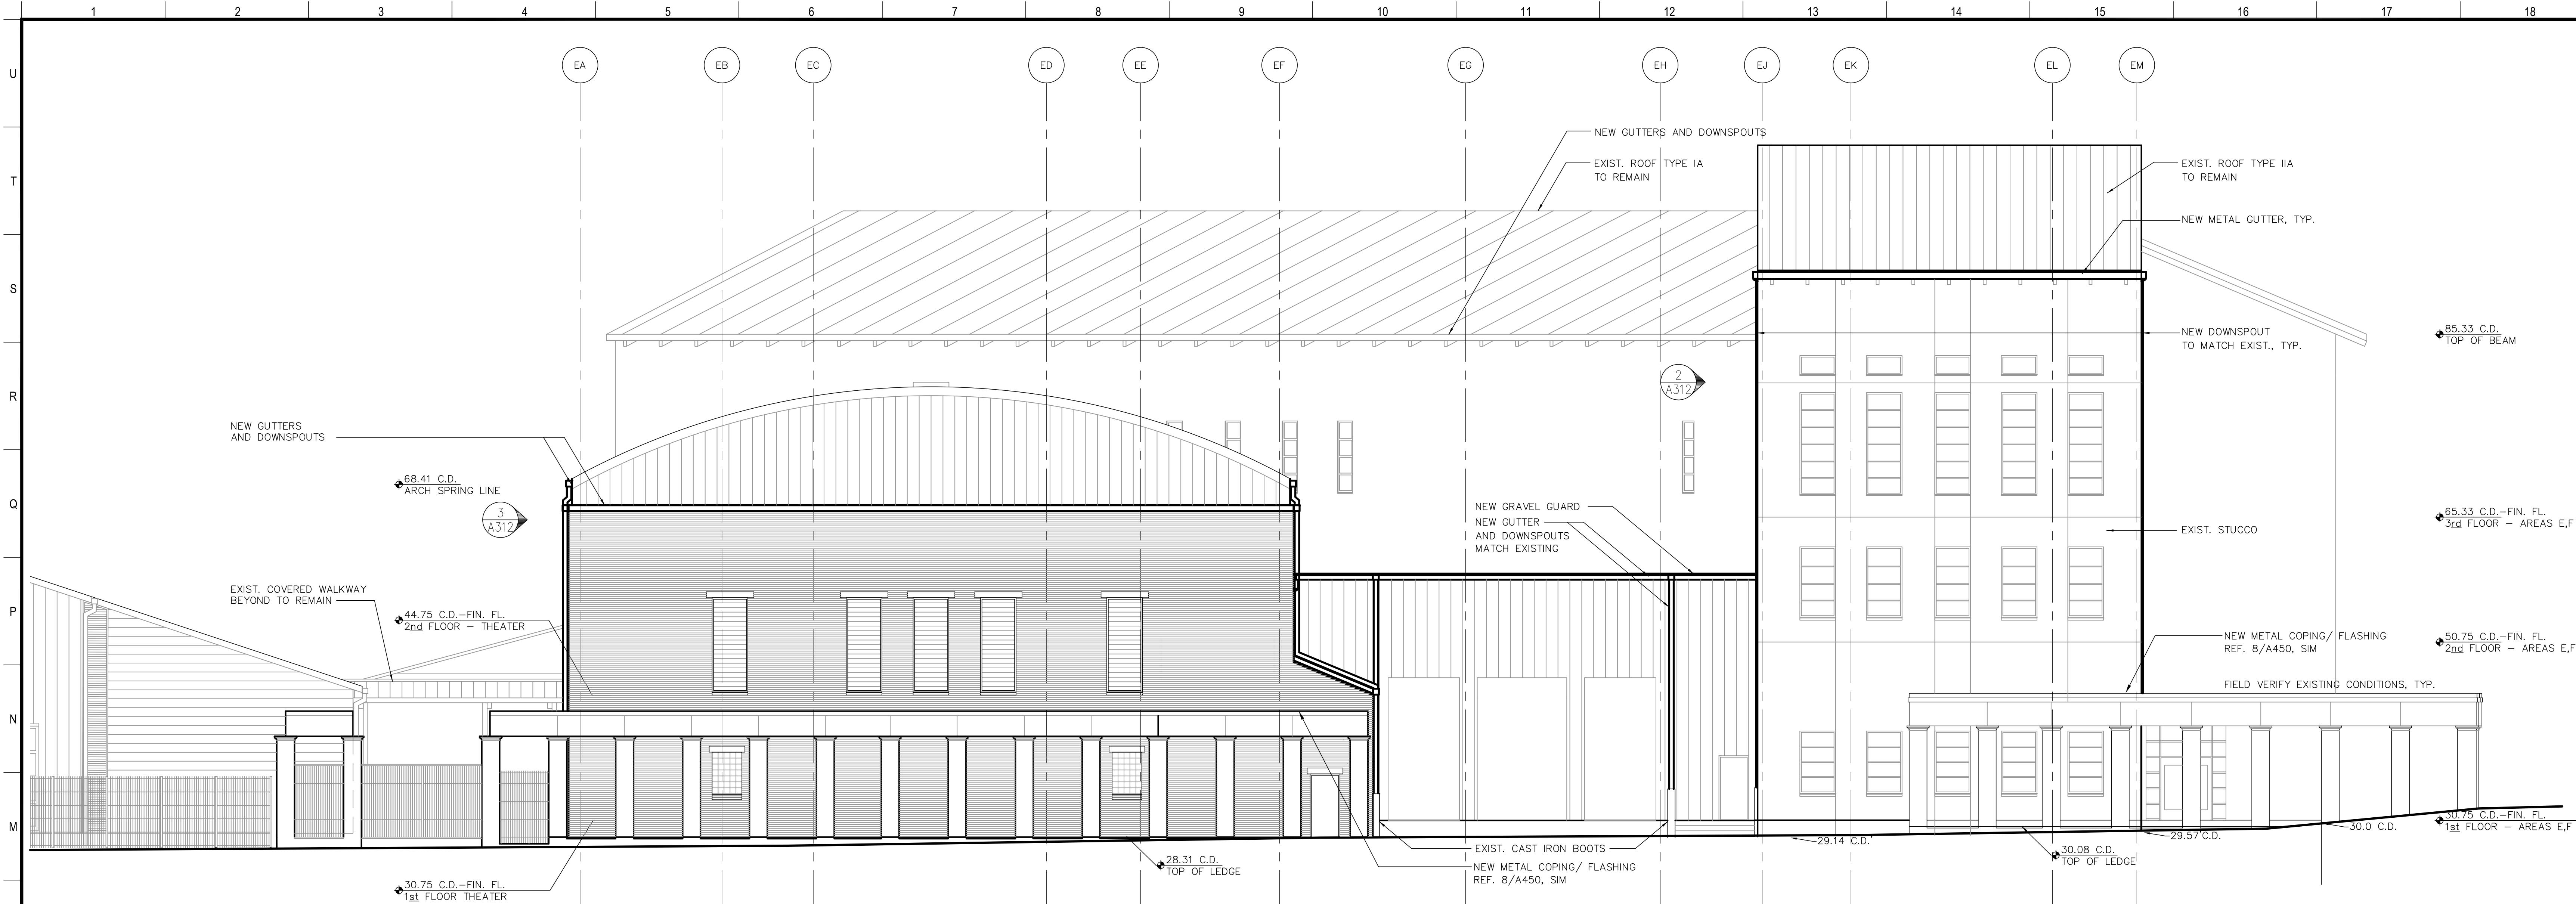 1 2 3 4 5 6 7 8 9 10 11 12 13 14 15 16 17 18
U
T
S
R
Q
P
N
M
EA EB EC ED EE EF EG EH EJ EK EL EM
NEW GUTTERS AND DOWNSPOUTS
EXIST. ROOF TYPE IA
TO REMAIN
EXIST. ROOF TYPE IIA
TO REMAIN
NEW METAL GUTTER, TYP.
NEW DOWNSPOUT
TO MATCH EXIST., TYP.
85.33 C.D.
TOP OF BEAM
2
A312
NEW GUTTERS
AND DOWNSPOUTS
68.41 C.D.
ARCH SPRING LINE
3
A312
NEW GRAVEL GUARD
NEW GUTTER
AND DOWNSPOUTS
MATCH EXISTING
65.33 C.D.-FIN. FL.
3rd FLOOR - AREAS E,F
EXIST. STUCCO
EXIST. COVERED WALKWAY
BEYOND TO REMAIN
44.75 C.D.-FIN. FL.
2nd FLOOR - THEATER
NEW METAL COPING/ FLASHING
REF. 8/A450, SIM
50.75 C.D.-FIN. FL.
2nd FLOOR - AREAS E,F
FIELD VERIFY EXISTING CONDITIONS, TYP.
30.75 C.D.-FIN. FL.
1st FLOOR - AREAS E,F
30.0 C.D.
29.57 C.D.
29.14 C.D.
EXIST. CAST IRON BOOTS
30.08 C.D.
TOP OF LEDGE
28.31 C.D.
TOP OF LEDGE
NEW METAL COPING/ FLASHING
REF. 8/A450, SIM
30.75 C.D.-FIN. FL.
1st FLOOR THEATER